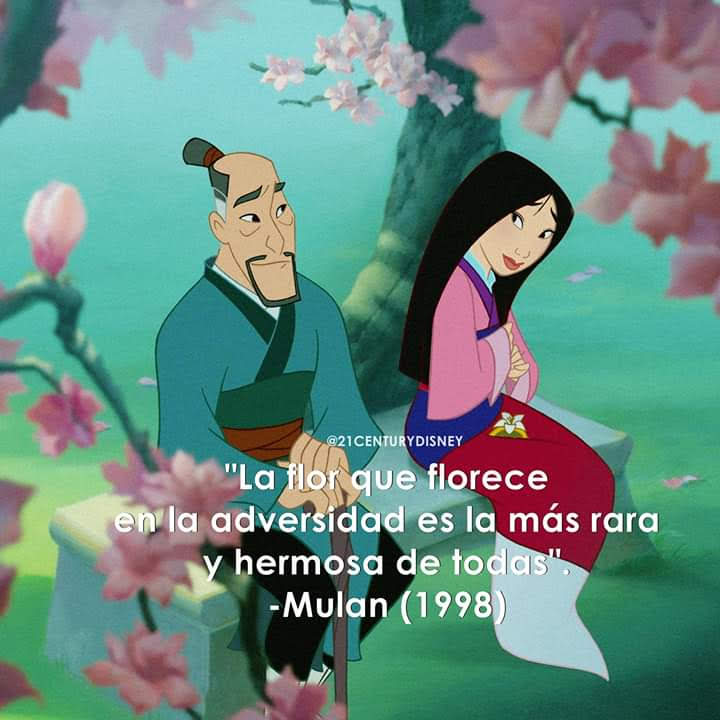 @21CENTURYDISNEY
"La flor que florece
en la adversidad es la más rara
y hermosa de todas".
-Mulan (1998)